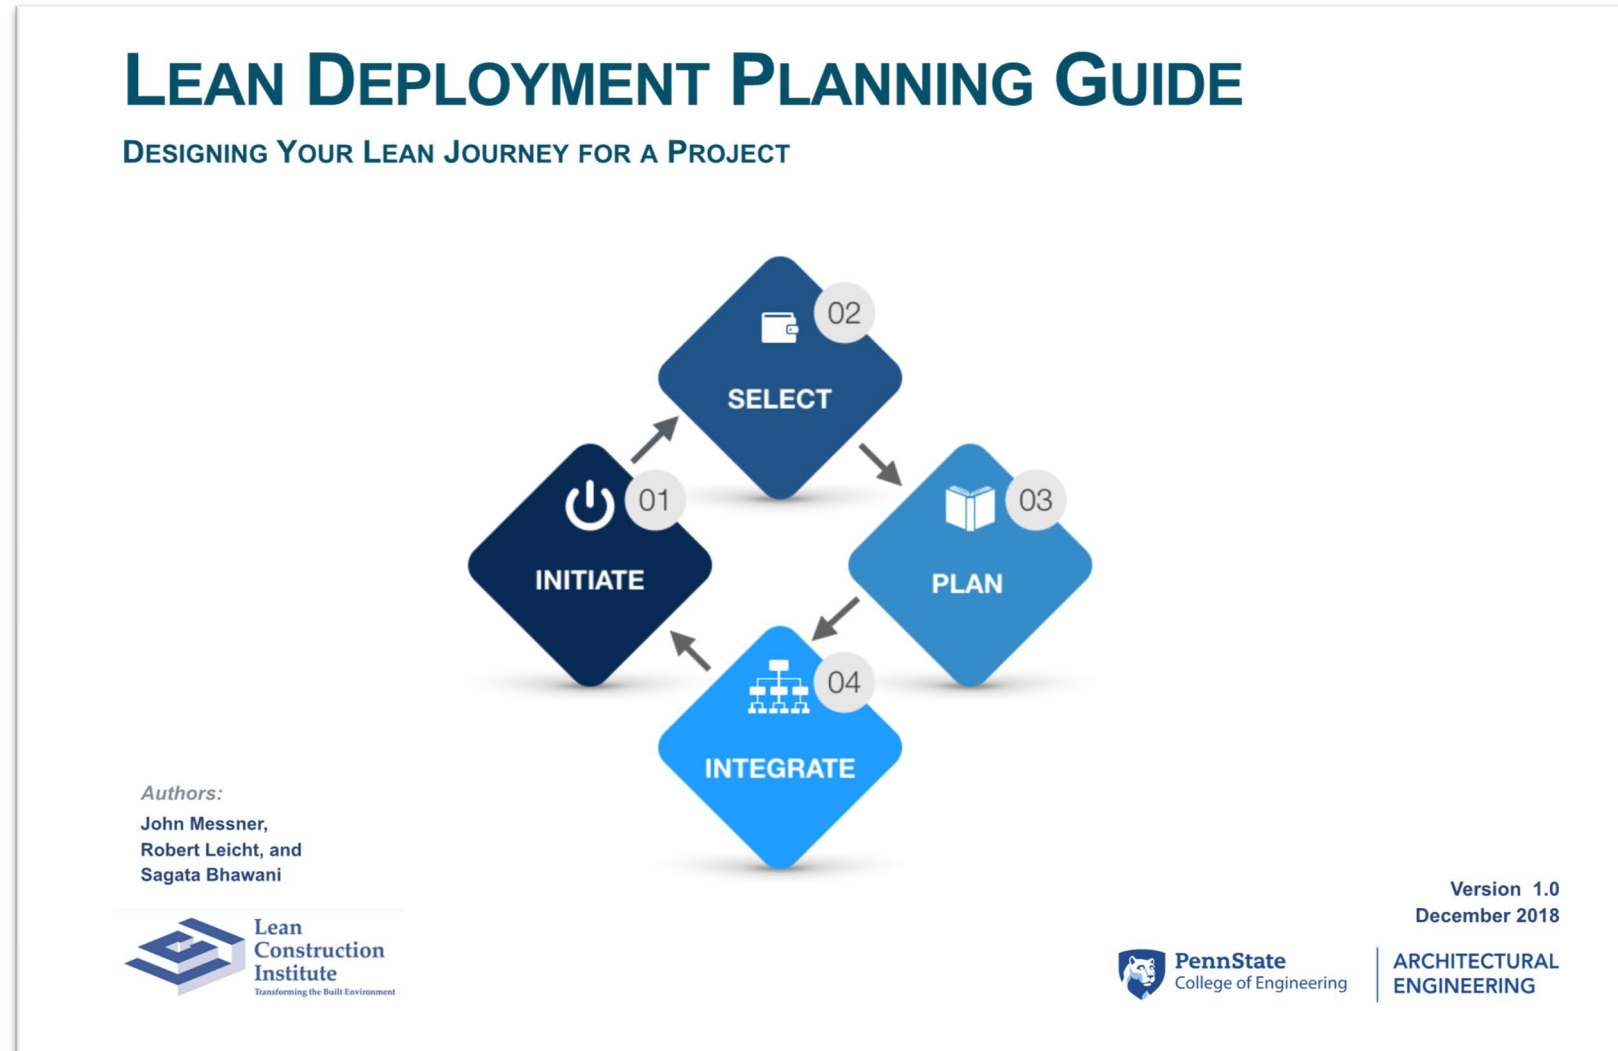 LEAN DEPLOYMENT PLANNING GUIDE
DESIGNING YOUR LEAN JOURNEY FOR A PROJECT
02
SELECT
01
INITIATE
03
PLAN
04
INTEGRATE
Authors:
John Messner,
Robert Leicht, and
Sagata Bhawani
Lean
Construction
Institute
Transforming the Built Environment
Version 1.0
December 2018
PennState
College of Engineering
ARCHITECTURAL
ENGINEERING